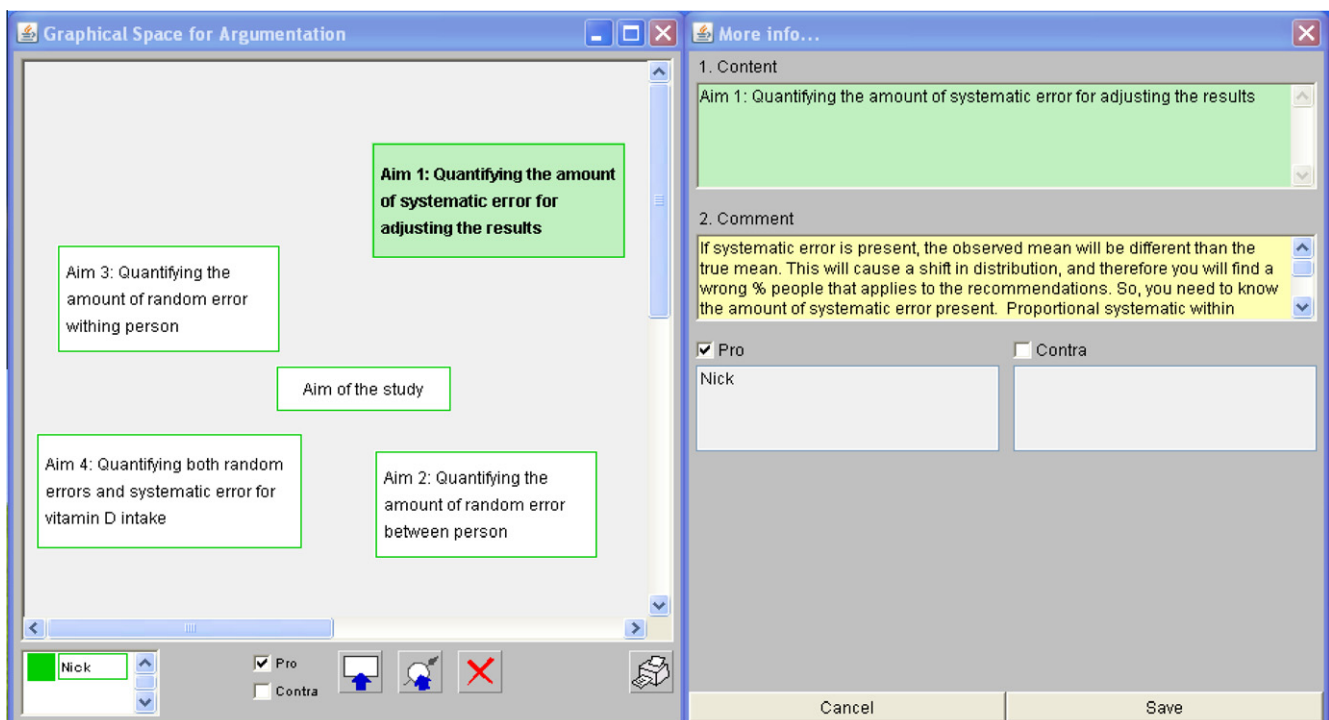 Graphical Space for Argumentation
Aim 1: Quantifying the amount
of systematic error for
adjusting the results
Aim 3: Quantifying the
amount of random error
withing person
Aim of the study
Aim 4: Quantifying both random
errors and systematic error for
vitamin D intake
Aim 2: Quantifying the
amount of random error
between person
Nick
Pro
Contra
More info...
1. Content
Aim 1: Quantifying the amount of systematic error for adjusting the results
2. Comment
If systematic error is present, the observed mean will be different than the
true mean. This will cause a shift in distribution, and therefore you will find a
wrong % people that applies to the recommendations. So, you need to know
the amount of systematic error present. Proportional systematic within
Pro
Contra
Nick
Cancel
Save